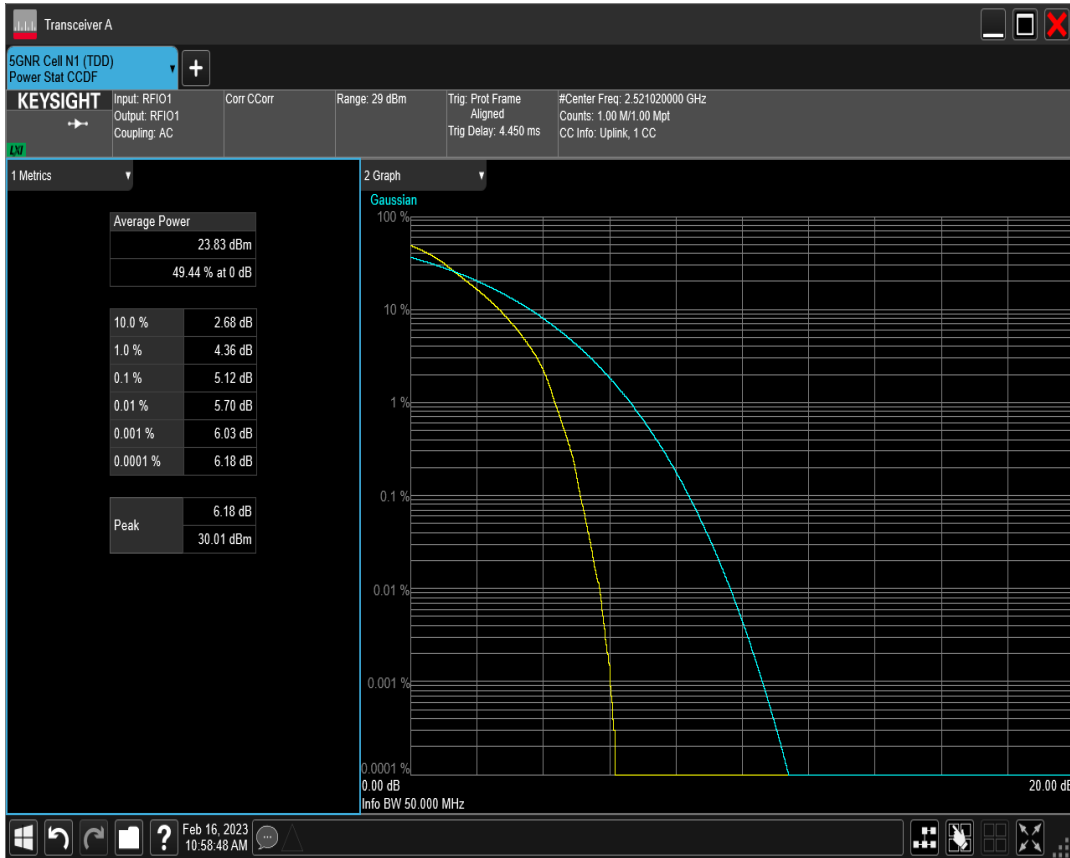 Transceiver A
5GNR Cell N1 (TDD)
Power Stat CCDF
+
KEYSIGHT
LXI
Input: RFIO1
Output: RFIO1
Coupling: AC
Corr CCorr
Range: 29 dBm
Trig: Prot Frame
Aligned
Trig Delay: 4.450 ms
#Center Freq: 2.521020000 GHz
Counts: 1.00 M/1.00 Mpt
CC Info: Uplink, 1 CC
1 Metrics
Average Power
23.83 dBm
49.44 % at 0 dB
10.0 % 2.68 dB
1.0 % 4.36 dB
0.1 % 5.12 dB
0.01 % 5.70 dB
0.001 % 6.03 dB
0.0001 % 6.18 dB
Peak 6.18 dB
30.01 dBm
2 Graph
Gaussian
100 %
10 %
1 %
0.1 %
0.01 %
0.001 %
0.0001 %
0.00 dB 20.00 dB
Info BW 50.000 MHz
?
Feb 16, 2023
10:58:48 AM